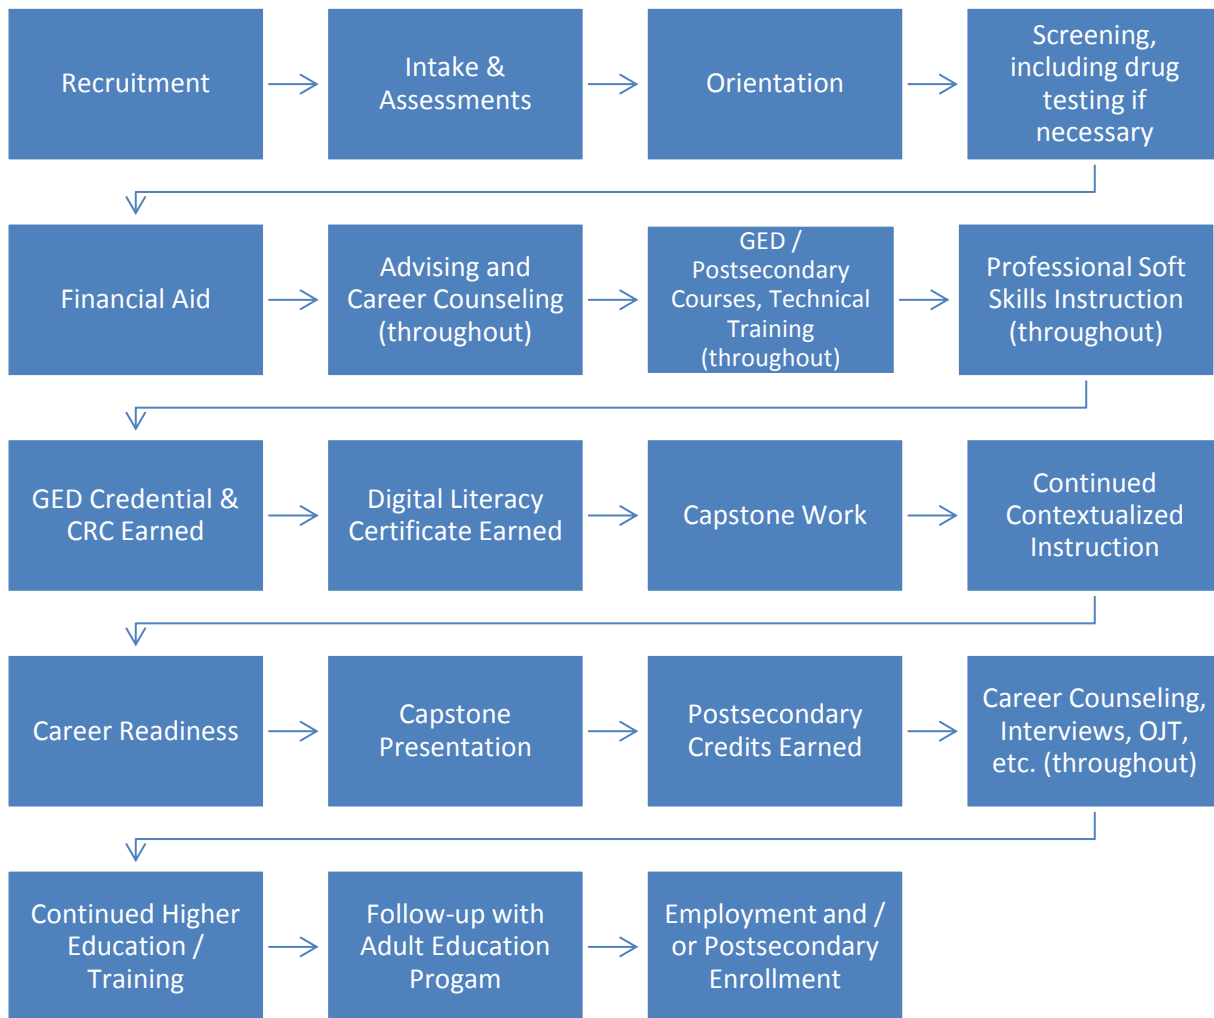 Recruitment
Intake &
Assessments
Orientation
Screening,
including drug
testing if
necessary
Financial Aid
Advising and
Career Counseling
(throughout)
GED /
Postsecondary
Courses, Technical
Training
(throughout)
Professional Soft
Skills Instruction
(throughout)
GED Credential &
CRC Earned
Digital Literacy
Certificate Earned
Capstone Work
Continued
Contextualized
Instruction
Career Readiness
Capstone
Presentation
Postsecondary
Credits Earned
Career Counseling,
Interviews, OJT,
etc. (throughout)
Continued Higher
Education /
Training
Follow-up with
Adult Education
Progam
Employment and /
or Postsecondary
Enrollment